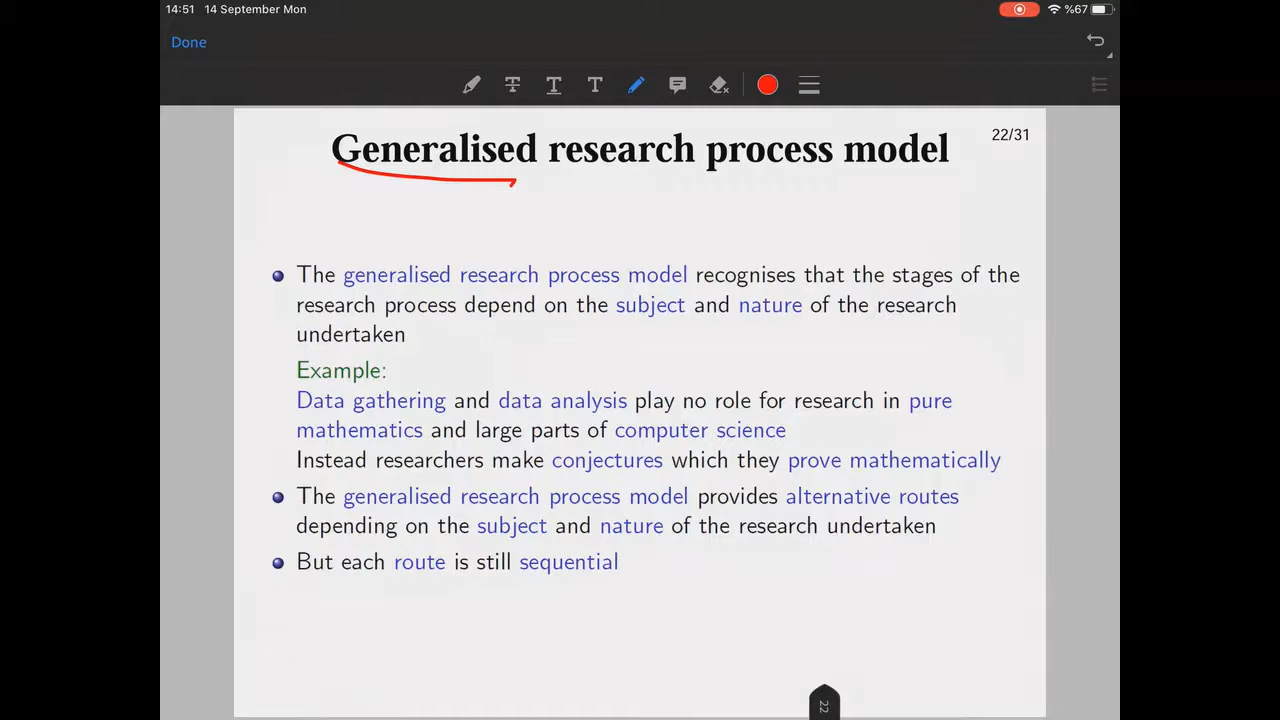 14:51 14 September Mon
%67
Done
22/31
Generalised research process model
The generalised research process model recognises that the stages of the
research process depend on the subject and nature of the research
undertaken
Example:
Data gathering and data analysis play no role for research in pure
mathematics and large parts of computer science
Instead researchers make conjectures which they prove mathematically
The generalised research process model provides alternative routes
depending on the subject and nature of the research undertaken
But each route is still sequential
22